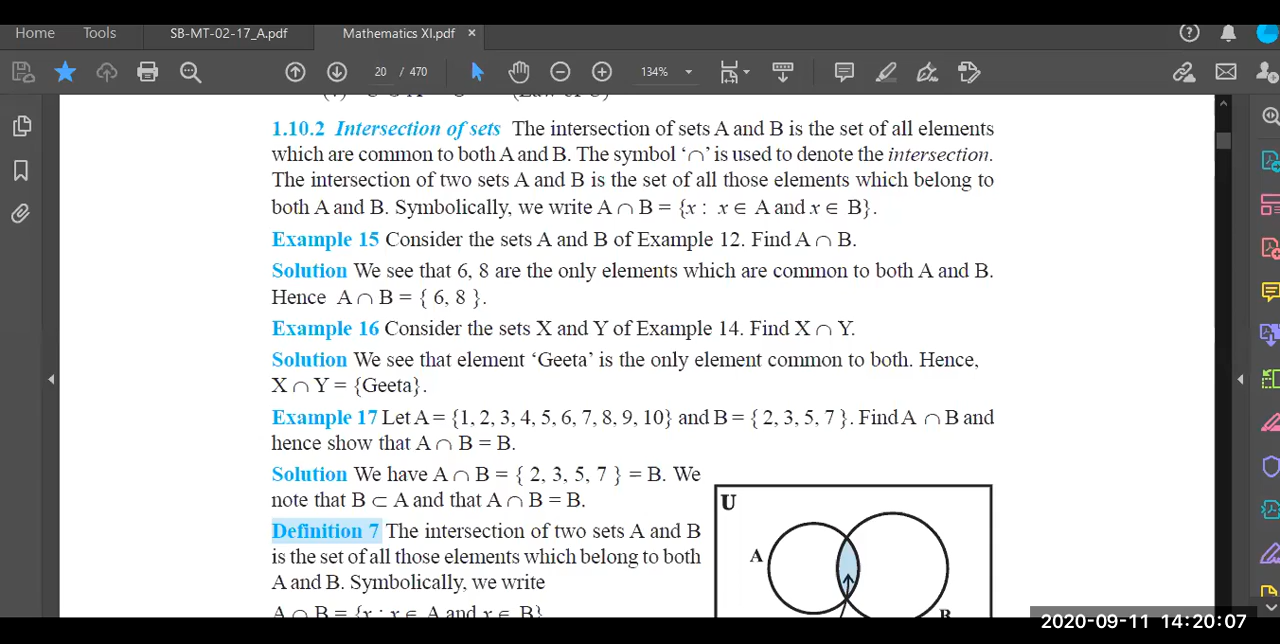 Home Tools SB-MT-02-17_A.pdf Mathematics XI.pdf ×
20 / 470 134%
1.10.2 Intersection of sets The intersection of sets A and B is the set of all elements
which are common to both A and B. The symbol ‘∩’ is used to denote the intersection.
The intersection of two sets A and B is the set of all those elements which belong to
both A and B. Symbolically, we write A ∩ B = {x : x ∈ A and x ∈ B}.
Example 15 Consider the sets A and B of Example 12. Find A ∩ B.
Solution We see that 6, 8 are the only elements which are common to both A and B.
Hence A ∩ B = { 6, 8 }.
Example 16 Consider the sets X and Y of Example 14. Find X ∩ Y.
Solution We see that element ‘Geeta’ is the only element common to both. Hence,
X ∩ Y = {Geeta}.
Example 17 Let A = {1, 2, 3, 4, 5, 6, 7, 8, 9, 10} and B = { 2, 3, 5, 7 }. Find A ∩ B and
hence show that A ∩ B = B.
Solution We have A ∩ B = { 2, 3, 5, 7 } = B. We
note that B ⊂ A and that A ∩ B = B.
Definition 7 The intersection of two sets A and B
is the set of all those elements which belong to both
A and B. Symbolically, we write
A ∩ B = {x : x ∈ A and x ∈ B}
U
A
B
2020-09-11 14:20:07